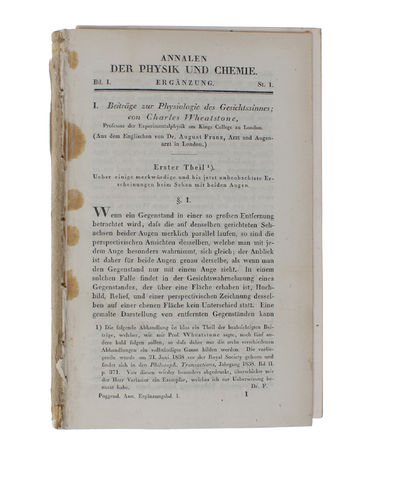 ANNALEN
DER PHYSIK UND CHEMIE.
Bd. I. ERGÄNZUNG. St. 1.
I. Beiträge zur Physiologie des Gesichtssinnes;
von Charles Wheatstone,
Professor der Experimentalphysik am Kings College zu London.
(Aus dem Englischen von Dr. August Franz, Arzt und Augen-
arzt in London.)
Erster Theil ¹).
Ueber einige merkwürdige und bis jetzt unbeobachtete Er-
scheinungen beim Sehen mit beiden Augen.
§. 1.
Wenn ein Gegenstand in einer so großen Entfernung
betrachtet wird, daß die auf denselben gerichteten Seh-
achsen beider Augen merklich parallel laufen, so sind die
perspectivischen Ansichten desselben, welche man mit je-
dem Auge besonders wahrnimmt, sich gleich; der Anblick
ist daher für beide Augen genau derselbe, als wenn man
den Gegenstand nur mit einem Auge sieht. In einem
solchen Falle findet in der Gesichtswahrnehmung eines
Gegenstandes, der über eine Fläche erhaben ist, Hoch-
bild, Relief, und einer perspectivischen Zeichnung dessel-
ben auf einer ebenen Fläche kein Unterschied statt. Eine
gemalte Darstellung von entfernten Gegenständen kann
1) Die folgende Abhandlung ist blos ein Theil der beabsichtigten Bei-
träge, welcher, wie mir Prof. Wheatstone sagte, noch fünf und
andere bald folgen sollen, so daß daher nur die sechs verschiedenen
Abhandlungen ein vollständiges Ganze bilden werden. Die vorlie-
gende wurde am 21. Juni 1838 vor der Royal Society gelesen und
findet sich in den Philosoph. Transactions, Jahrgang 1838. Bd II.
p. 371. Von diesen wieder besonders abgedruckt, überschickte mir
der Herr Verfasser ein Exemplar, welches ich zur Uebersetzung be-
nutzt habe. Dr. F.
Poggend. Ann. Ergänzungsbd. I. 1